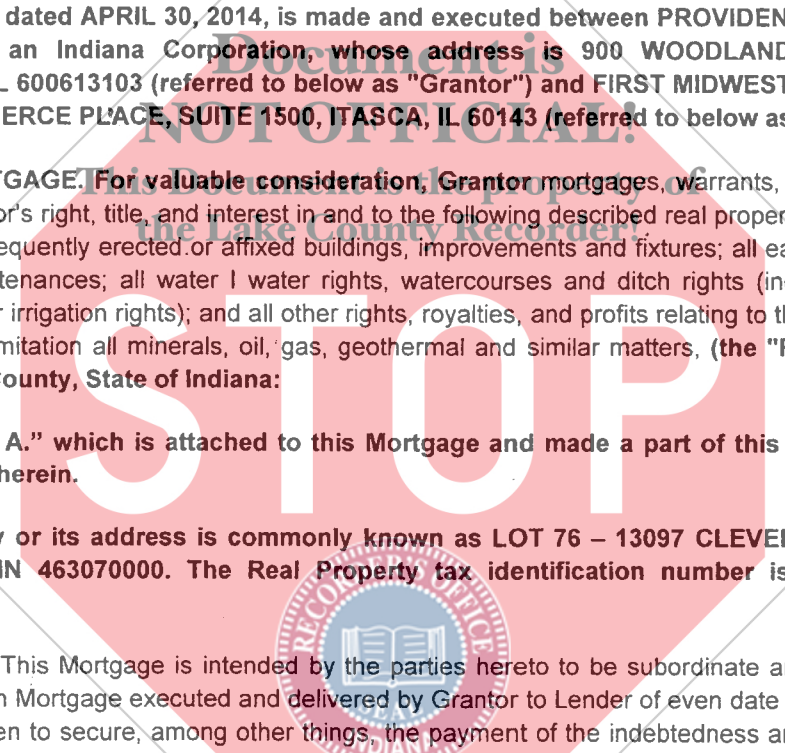 dated APRIL 30, 2014, is made and executed between PROVIDEN
an Indiana Corporation, whose address is 900 WOODLAND
L 600613103 (referred to below as "Grantor") and FIRST MIDWEST
ERCE PLACE, SUITE 1500, ITASCA, IL 60143 (referred to below as
Document is
NOT OFFICIAL!
This Document is the property of
the Lake County Recorder!
TGAGE. For valuable consideration, Grantor mortgages, warrants,
or's right, title, and interest in and to the following described real proper
equently erected or affixed buildings, improvements and fixtures; all ea
tenances; all water l water rights, watercourses and ditch rights (in
r irrigation rights); and all other rights, royalties, and profits relating to th
mitation all minerals, oil, gas, geothermal and similar matters, (the "R
County, State of Indiana:
STOP
A.” which is attached to this Mortgage and made a part of this
herein.
y or its address is commonly known as LOT 76 – 13097 CLEVE
IN 463070000. The Real Property tax identification number is
RECORDER'S OFFICE
SEAL
INDIANA
This Mortgage is intended by the parties hereto to be subordinate a
n Mortgage executed and delivered by Grantor to Lender of even date
en to secure, among other things, the payment of the indebtedness a